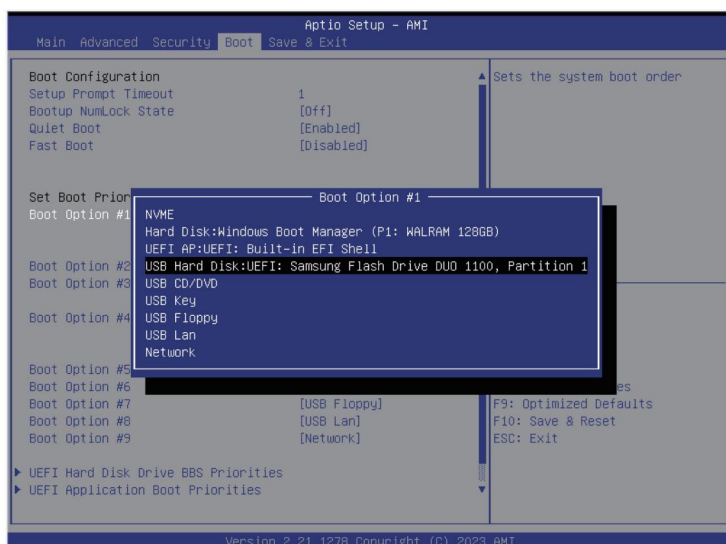 Aptio Setup – AMI
Main Advanced Security Boot Save & Exit
Boot Configuration
Setup Prompt Timeout 1
Bootup NumLock State [Off]
Quiet Boot [Enabled]
Fast Boot [Disabled]
Set Boot Prior
Boot Option #1
Boot Option #2
Boot Option #3
Boot Option #4
Boot Option #5
Boot Option #6
Boot Option #7 [USB Floppy]
Boot Option #8 [USB Lan]
Boot Option #9 [Network]
UEFI Hard Disk Drive BBS Priorities
UEFI Application Boot Priorities
Boot Option #1
NVME
Hard Disk:Windows Boot Manager (P1: WALRAM 128GB)
UEFI AP:UEFI: Built-in EFI Shell
USB Hard Disk:UEFI: Samsung Flash Drive DUO 1100, Partition 1
USB CD/DVD
USB Key
USB Floppy
USB Lan
Network
Sets the system boot order
es
F9: Optimized Defaults
F10: Save & Reset
ESC: Exit
Version 2.21.1278 Copyright (C) 2023 AMI